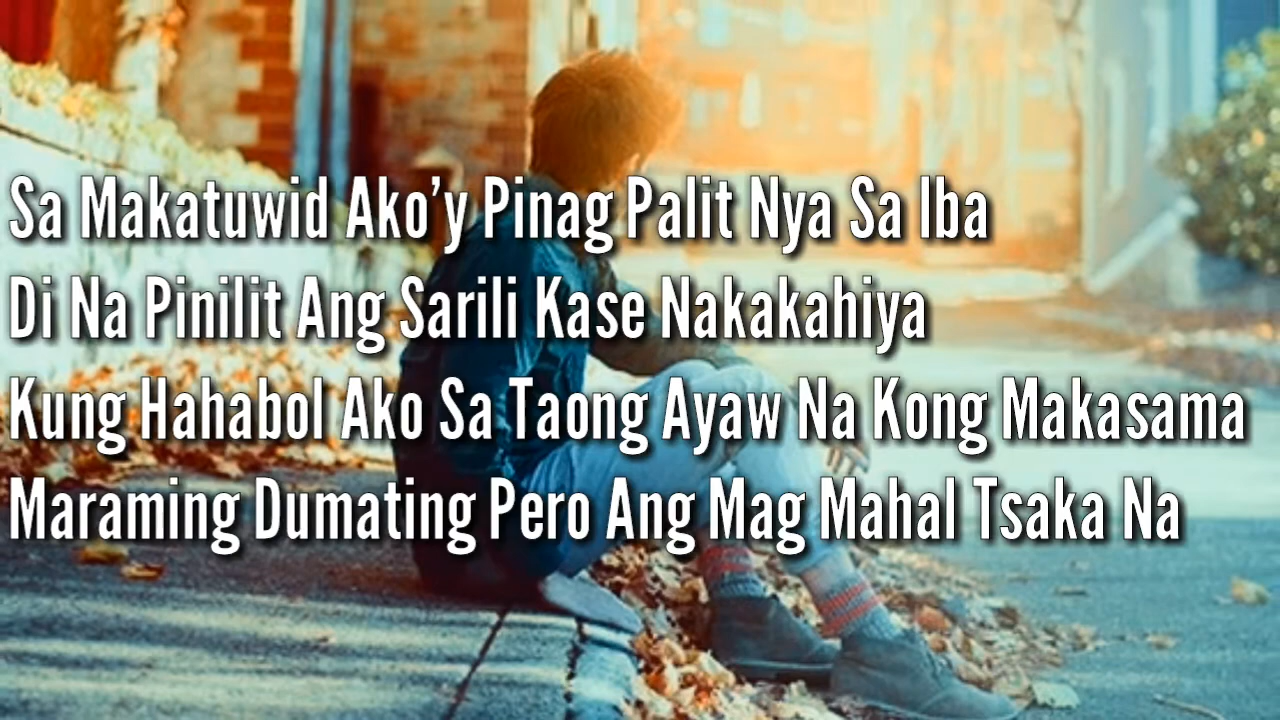 Sa Makatuwid Ako'y Pinag Palit Nya Sa Iba
Di Na Pinilit Ang Sarili Kase Nakakahiya
Kung Hahabol Ako Sa Taong Ayaw Na Kong Makasama
Maraming Dumating Pero Ang Mag Mahal Tsaka Na